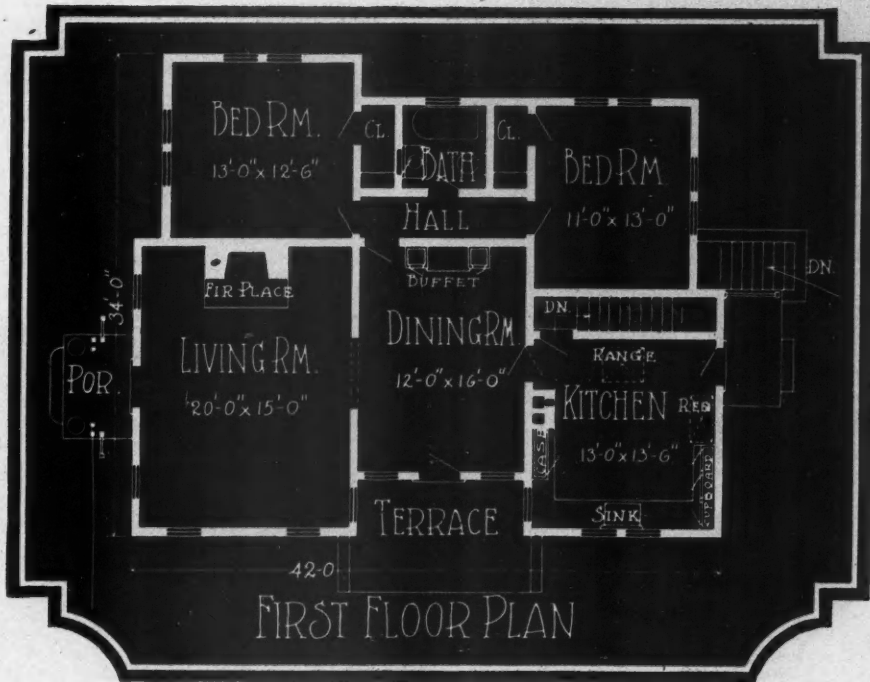 BED RM.
13'-0" x 12'-6"
CL.
BATH
CL.
BED RM
11'-0" x 13'-0"
HALL
DN.
34'-0"
FIR PLACE
BUFFET
DN.
POR
LIVING RM.
20'-0" x 15'-0"
DINING RM.
12'-0" x 16'-0"
RANGE
KITCHEN
REF
13'-0" x 13'-6"
CASE
CUPBOARD
SINK
TERRACE
42-0
FIRST FLOOR PLAN